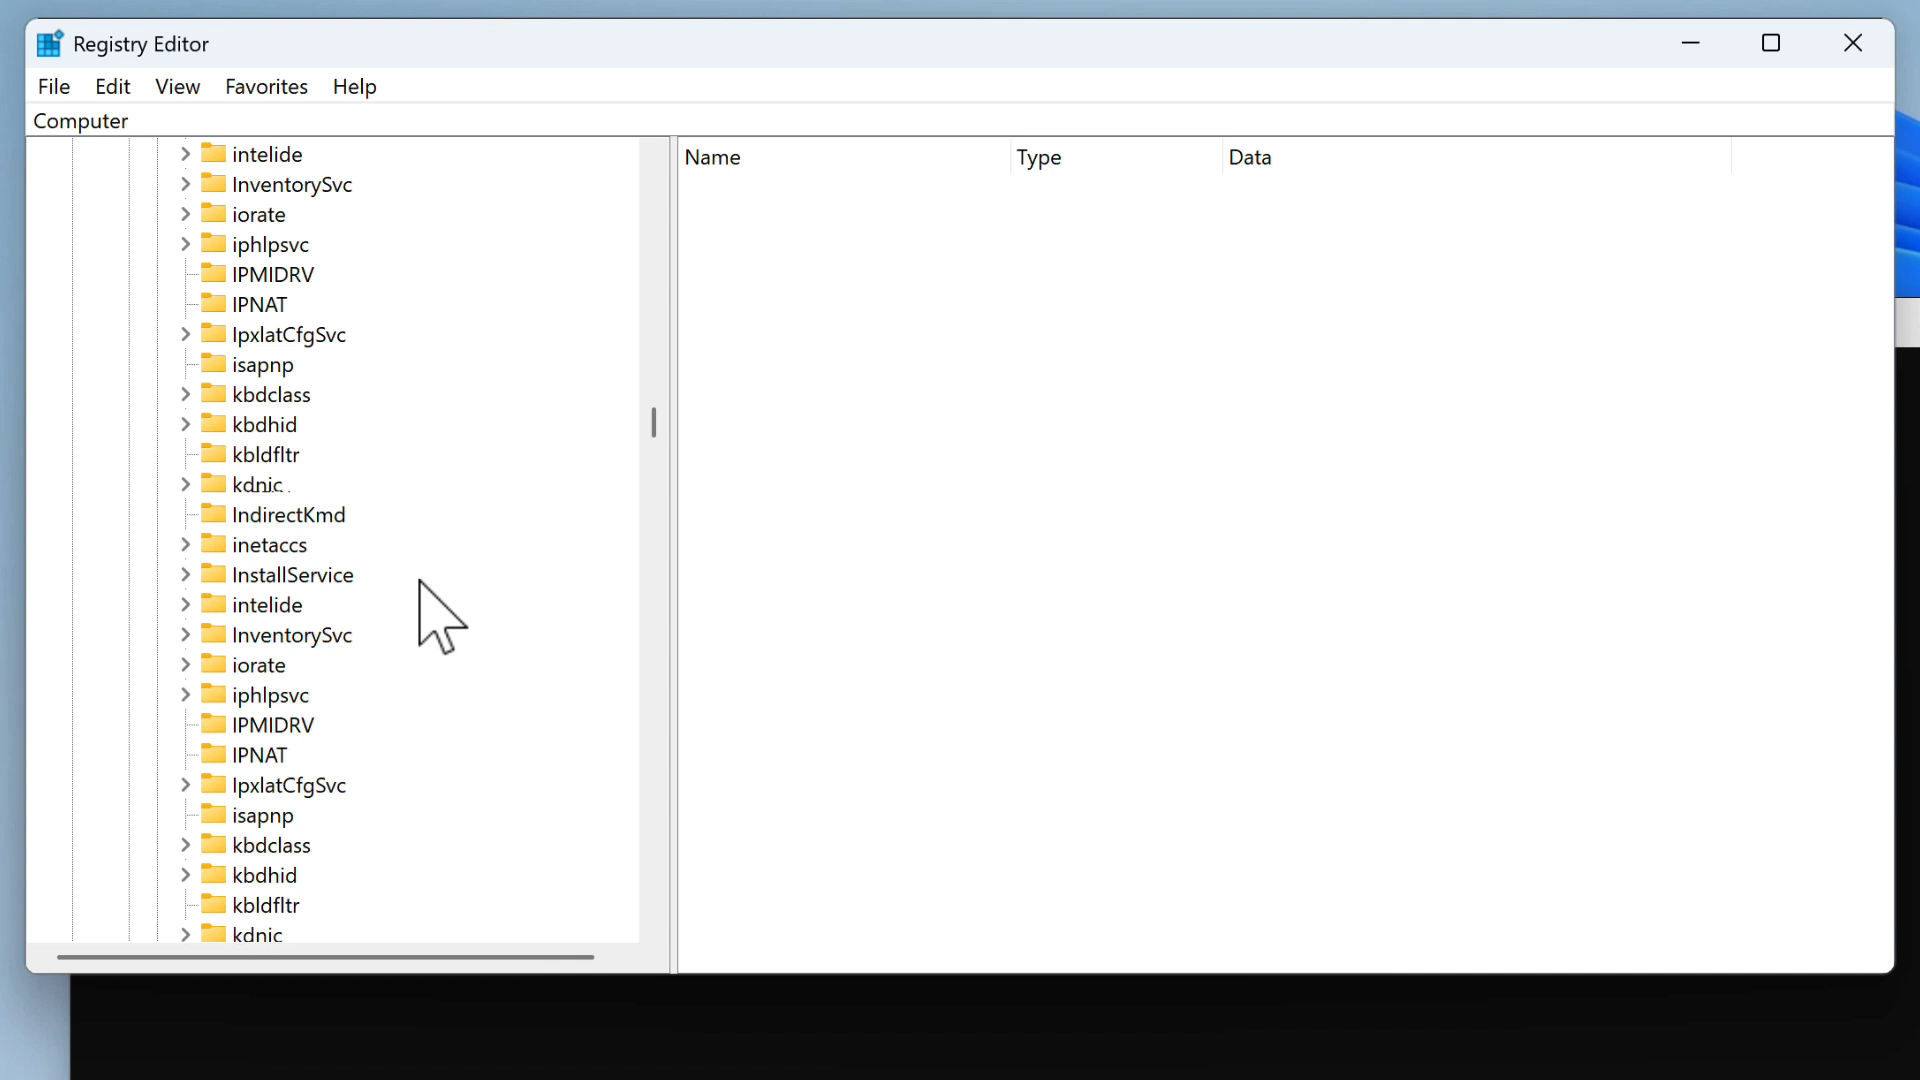 Registry Editor
File Edit View Favorites Help
Computer
Name Type Data
intelide
InventorySvc
iorate
iphlpsvc
IPMIDRV
IPNAT
IpxlatCfgSvc
isapnp
kbdclass
kbdhid
kbldfltr
kdnic
IndirectKmd
inetaccs
InstallService
intelide
InventorySvc
iorate
iphlpsvc
IPMIDRV
IPNAT
IpxlatCfgSvc
isapnp
kbdclass
kbdhid
kbldfltr
kdnic